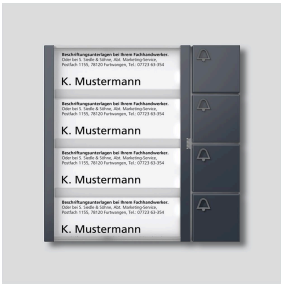 Beschriftungsunterlagen bei Ihrem Fachhandwerker.
Oder bei S. Siedle & Söhne, Abt. Marketing-Service,
Postfach 1155, 78120 Furtwangen, Tel.: 07723 63-354
K. Mustermann
Beschriftungsunterlagen bei Ihrem Fachhandwerker.
Oder bei S. Siedle & Söhne, Abt. Marketing-Service,
Postfach 1155, 78120 Furtwangen, Tel.: 07723 63-354
K. Mustermann
Beschriftungsunterlagen bei Ihrem Fachhandwerker.
Oder bei S. Siedle & Söhne, Abt. Marketing-Service,
Postfach 1155, 78120 Furtwangen, Tel.: 07723 63-354
K. Mustermann
Beschriftungsunterlagen bei Ihrem Fachhandwerker.
Oder bei S. Siedle & Söhne, Abt. Marketing-Service,
Postfach 1155, 78120 Furtwangen, Tel.: 07723 63-354
K. Mustermann